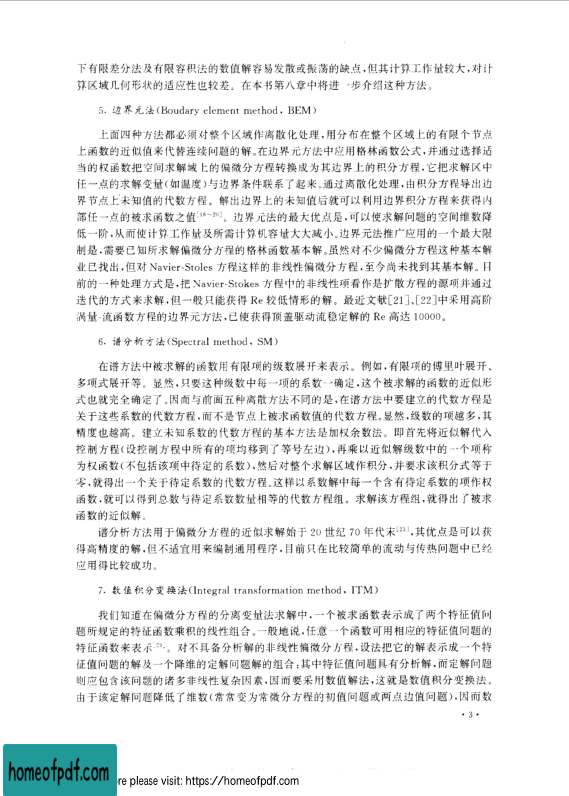 下有限差分法及有限容积法的数值解容易发散或振荡的缺点,但其计算工作量较大,对计
算区域几何形状的适应性也较差。在本书第八章中将进一步介绍这种方法。
5. 边界元法(Boudary element method, BEM)
上面四种方法都必须对整个区域作离散化处理,用分布在整个区域上的有限个节点
上函数的近似值来代替连续问题的解。在边界元方法中应用格林函数公式,并通过选择适
当的权函数把空间求解域上的偏微分方程转换成为其边界上的积分方程,它把求解区中
任一点的求解变量(如温度)与边界条件联系了起来。通过离散化处理,由积分方程导出边
界节点上未知值的代数方程。解出边界上的未知值后就可以利用边界积分方程来获得内
部任一点的被求函数之值[18~20]。边界元法的最大优点是,可以使求解问题的空间维数降
低一阶,从而使计算工作量及所需计算机容量大大减小。边界元法推广应用的一个最大限
制是,需要已知所求解偏微分方程的格林函数基本解。虽然对不少偏微分方程这种基本解
业已找出,但对 Navier-Stoles 方程这样的非线性偏微分方程,至今尚未找到其基本解。目
前的一种处理方式是,把 Navier-Stokes 方程中的非线性项看作是扩散方程的源项并通过
迭代的方式来求解,但一般只能获得 Re 较低情形的解。最近文献[21]、[22]中采用高阶
涡量-流函数方程的边界元方法,已使获得顶盖驱动流稳定解的 Re 高达 10000。
6. 谱分析方法(Spectral method, SM)
在谱方法中被求解的函数用有限项的级数展开来表示。例如,有限项的傅里叶展开、
多项式展开等。显然,只要这种级数中每一项的系数一确定,这个被求解的函数的近似形
式也就完全确定了。因而与前面五种离散方法不同的是,在谱方法中要建立的代数方程是
关于这些系数的代数方程,而不是节点上被求函数值的代数方程。显然,级数的项越多,其
精度也越高。建立未知系数的代数方程的基本方法是加权余数法。即首先将近似解代入
控制方程(设控制方程中所有的项均移到了等号左边),再乘以近似解级数中的一个项称
为权函数(不包括该项中待定的系数),然后对整个求解区域作积分,并要求该积分式等于
零,就得出一个关于待定系数的代数方程。这样以系数解中每一个含有待定系数的项作权
函数,就可以得到总数与待定系数数量相等的代数方程组。求解该方程组,就得出了被求
函数的近似解。
谱分析方法用于偏微分方程的近似求解始于 20 世纪 70 年代末[23],其优点是可以获
得高精度的解,但不适宜用来编制通用程序,目前只在比较简单的流动与传热问题中已经
应用得比较成功。
7. 数值积分变换法(Integral transformation method, ITM)
我们知道在偏微分方程的分离变量法求解中,一个被求函数表示成了两个特征值问
题所规定的特征函数乘积的线性组合。一般地说,任意一个函数可用相应的特征值问题的
特征函数来表示[24]。对不具备分析解的非线性偏微分方程,设法把它的解表示成一个特
征值问题的解及一个降维的定解问题解的组合;其中特征值问题具有分析解,而定解问题
则应包含该问题的诸多非线性复杂因素,因而要采用数值解法,这就是数值积分变换法。
由于该定解问题降低了维数(常常变为常微分方程的初值问题或两点边值问题),因而数
• 3 •
homeofpdf.com
re please visit: https://homeofpdf.com